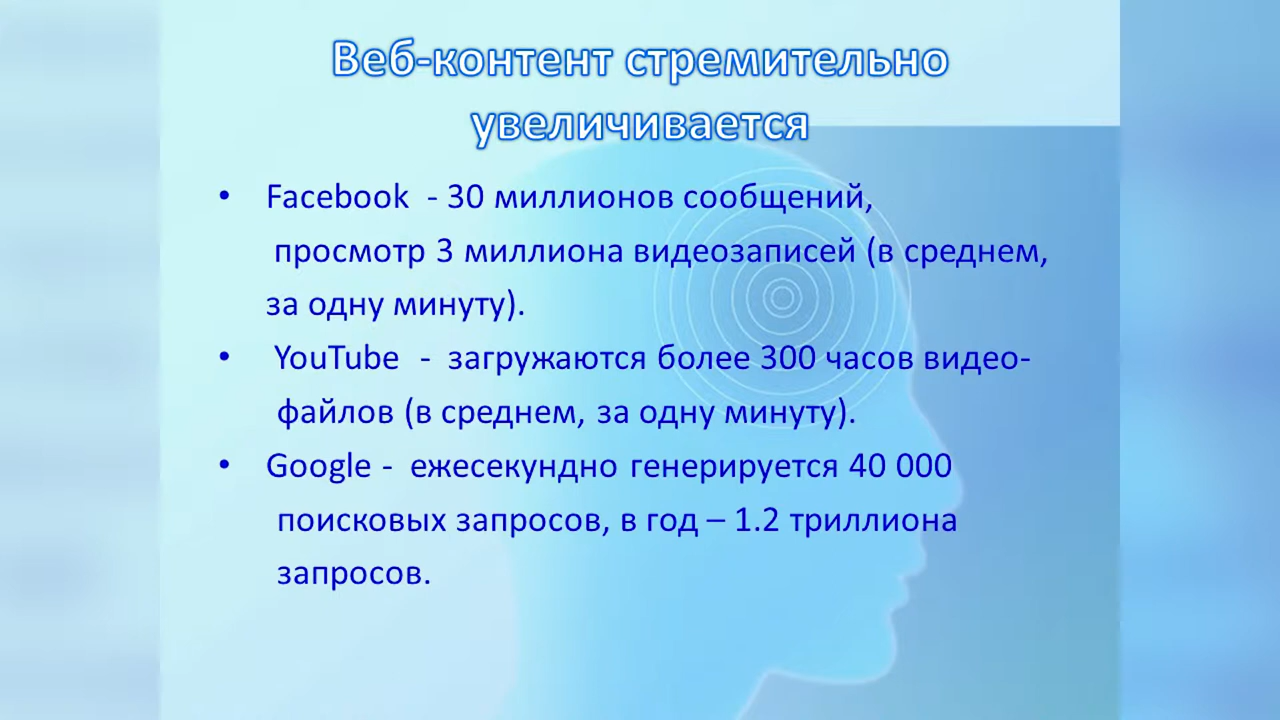 Веб-контент стремительно
увеличивается
• Facebook - 30 миллионов сообщений,
просмотр 3 миллиона видеозаписей (в среднем,
за одну минуту).
• YouTube - загружаются более 300 часов видео-
файлов (в среднем, за одну минуту).
• Google - ежесекундно генерируется 40 000
поисковых запросов, в год – 1.2 триллиона
запросов.